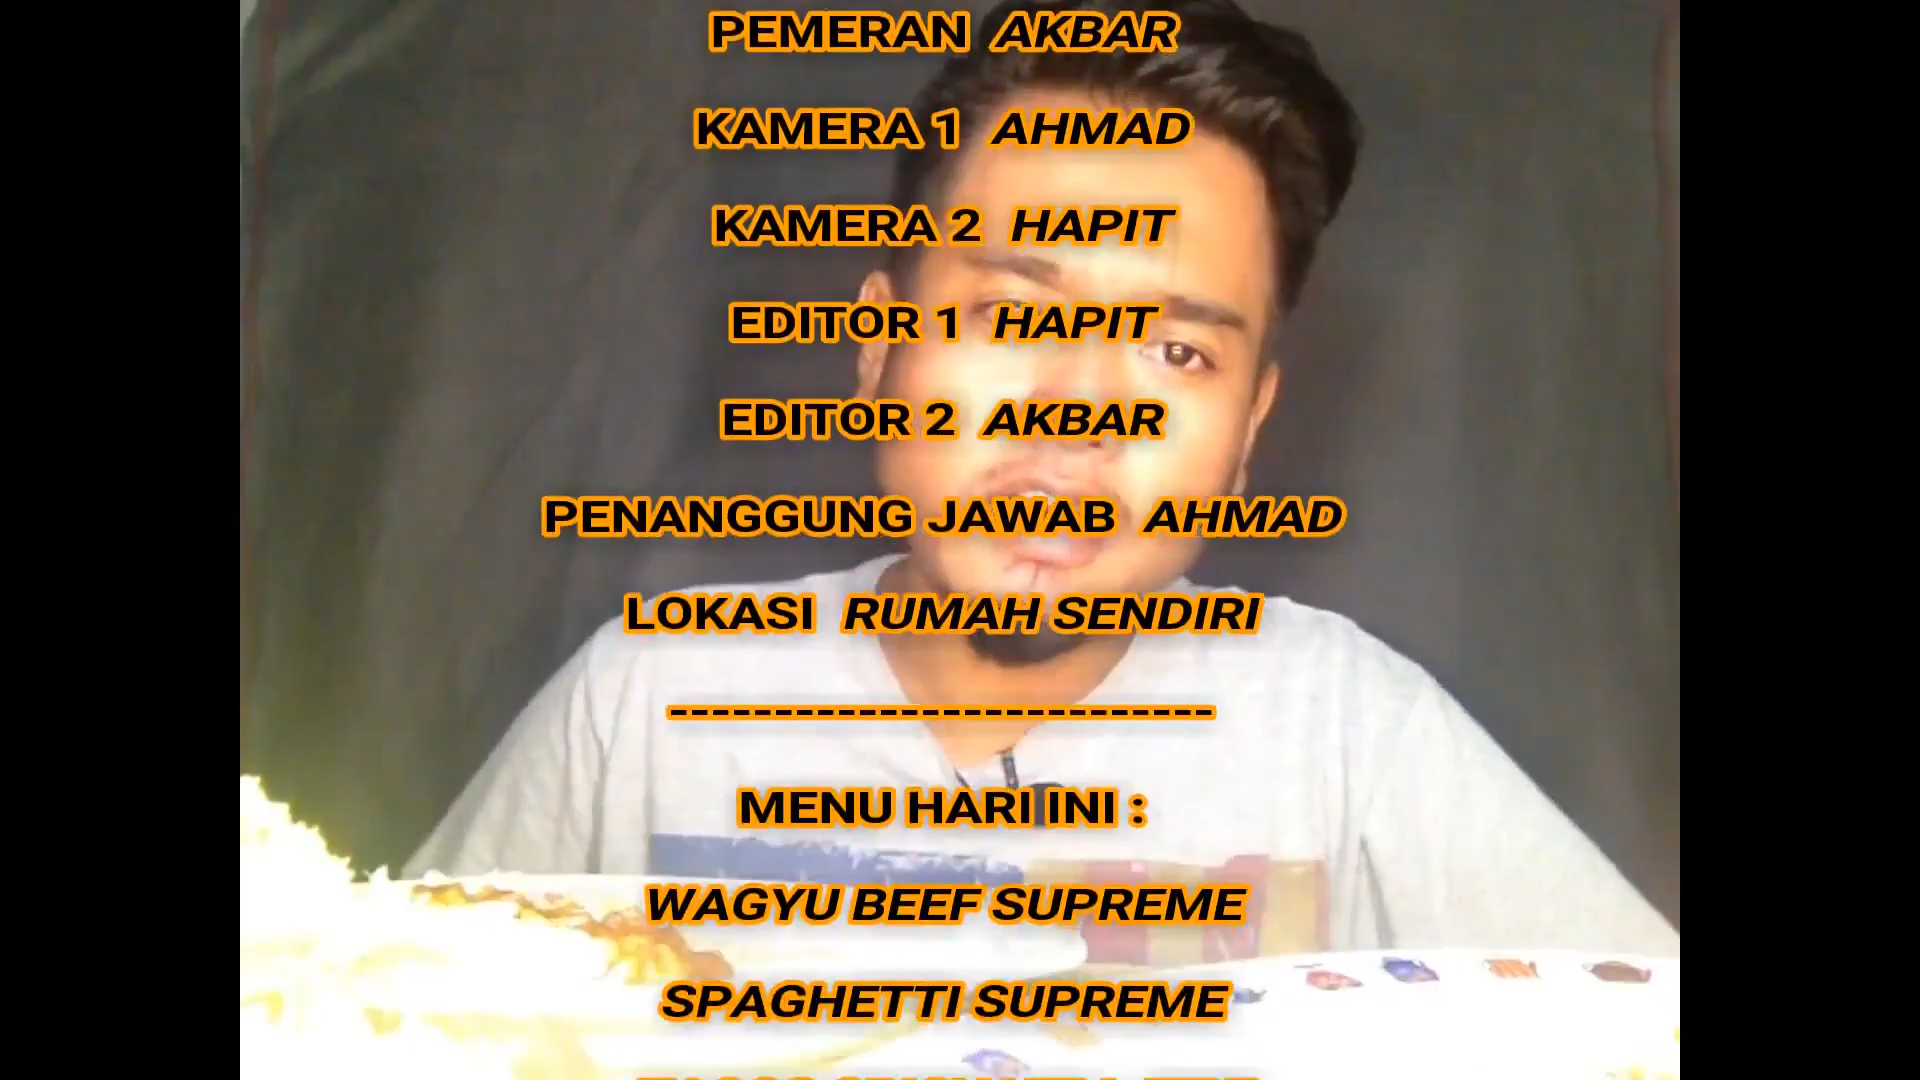 PEMERAN AKBAR
KAMERA 1 AHMAD
KAMERA 2 HAPIT
EDITOR 1 HAPIT
EDITOR 2 AKBAR
PENANGGUNG JAWAB AHMAD
LOKASI RUMAH SENDIRI
--------------------------
MENU HARI INI :
WAGYU BEEF SUPREME
SPAGHETTI SUPREME